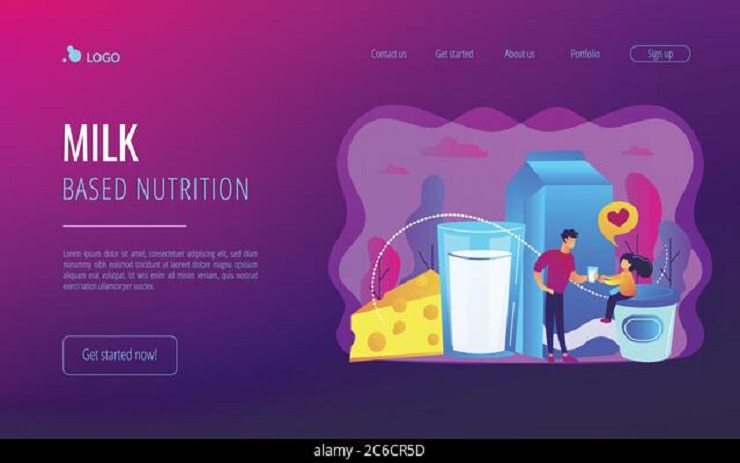 LOGO
Contact us
Get started
About us
Portfolio
Sign up
MILK
BASED NUTRITION
Lorem ipsum dolor sit amet, consectetuer adipiscing elit, sed diam
nonummy nibh euismod tincidunt ut laoreet dolore magna opsosum
aliquam erat volutpat. Ut wisi enim ad minim veniam, quis nostrud
exerci tation ullamcorper suscipx.
Get started now!
alamy - 2C6CR5D